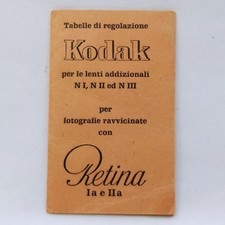 Tabelle di regolazione
Kodak
per le lenti addizionali
N I, N II ed N III
per
fotografie ravvicinate
con
Retina
Ia e IIa